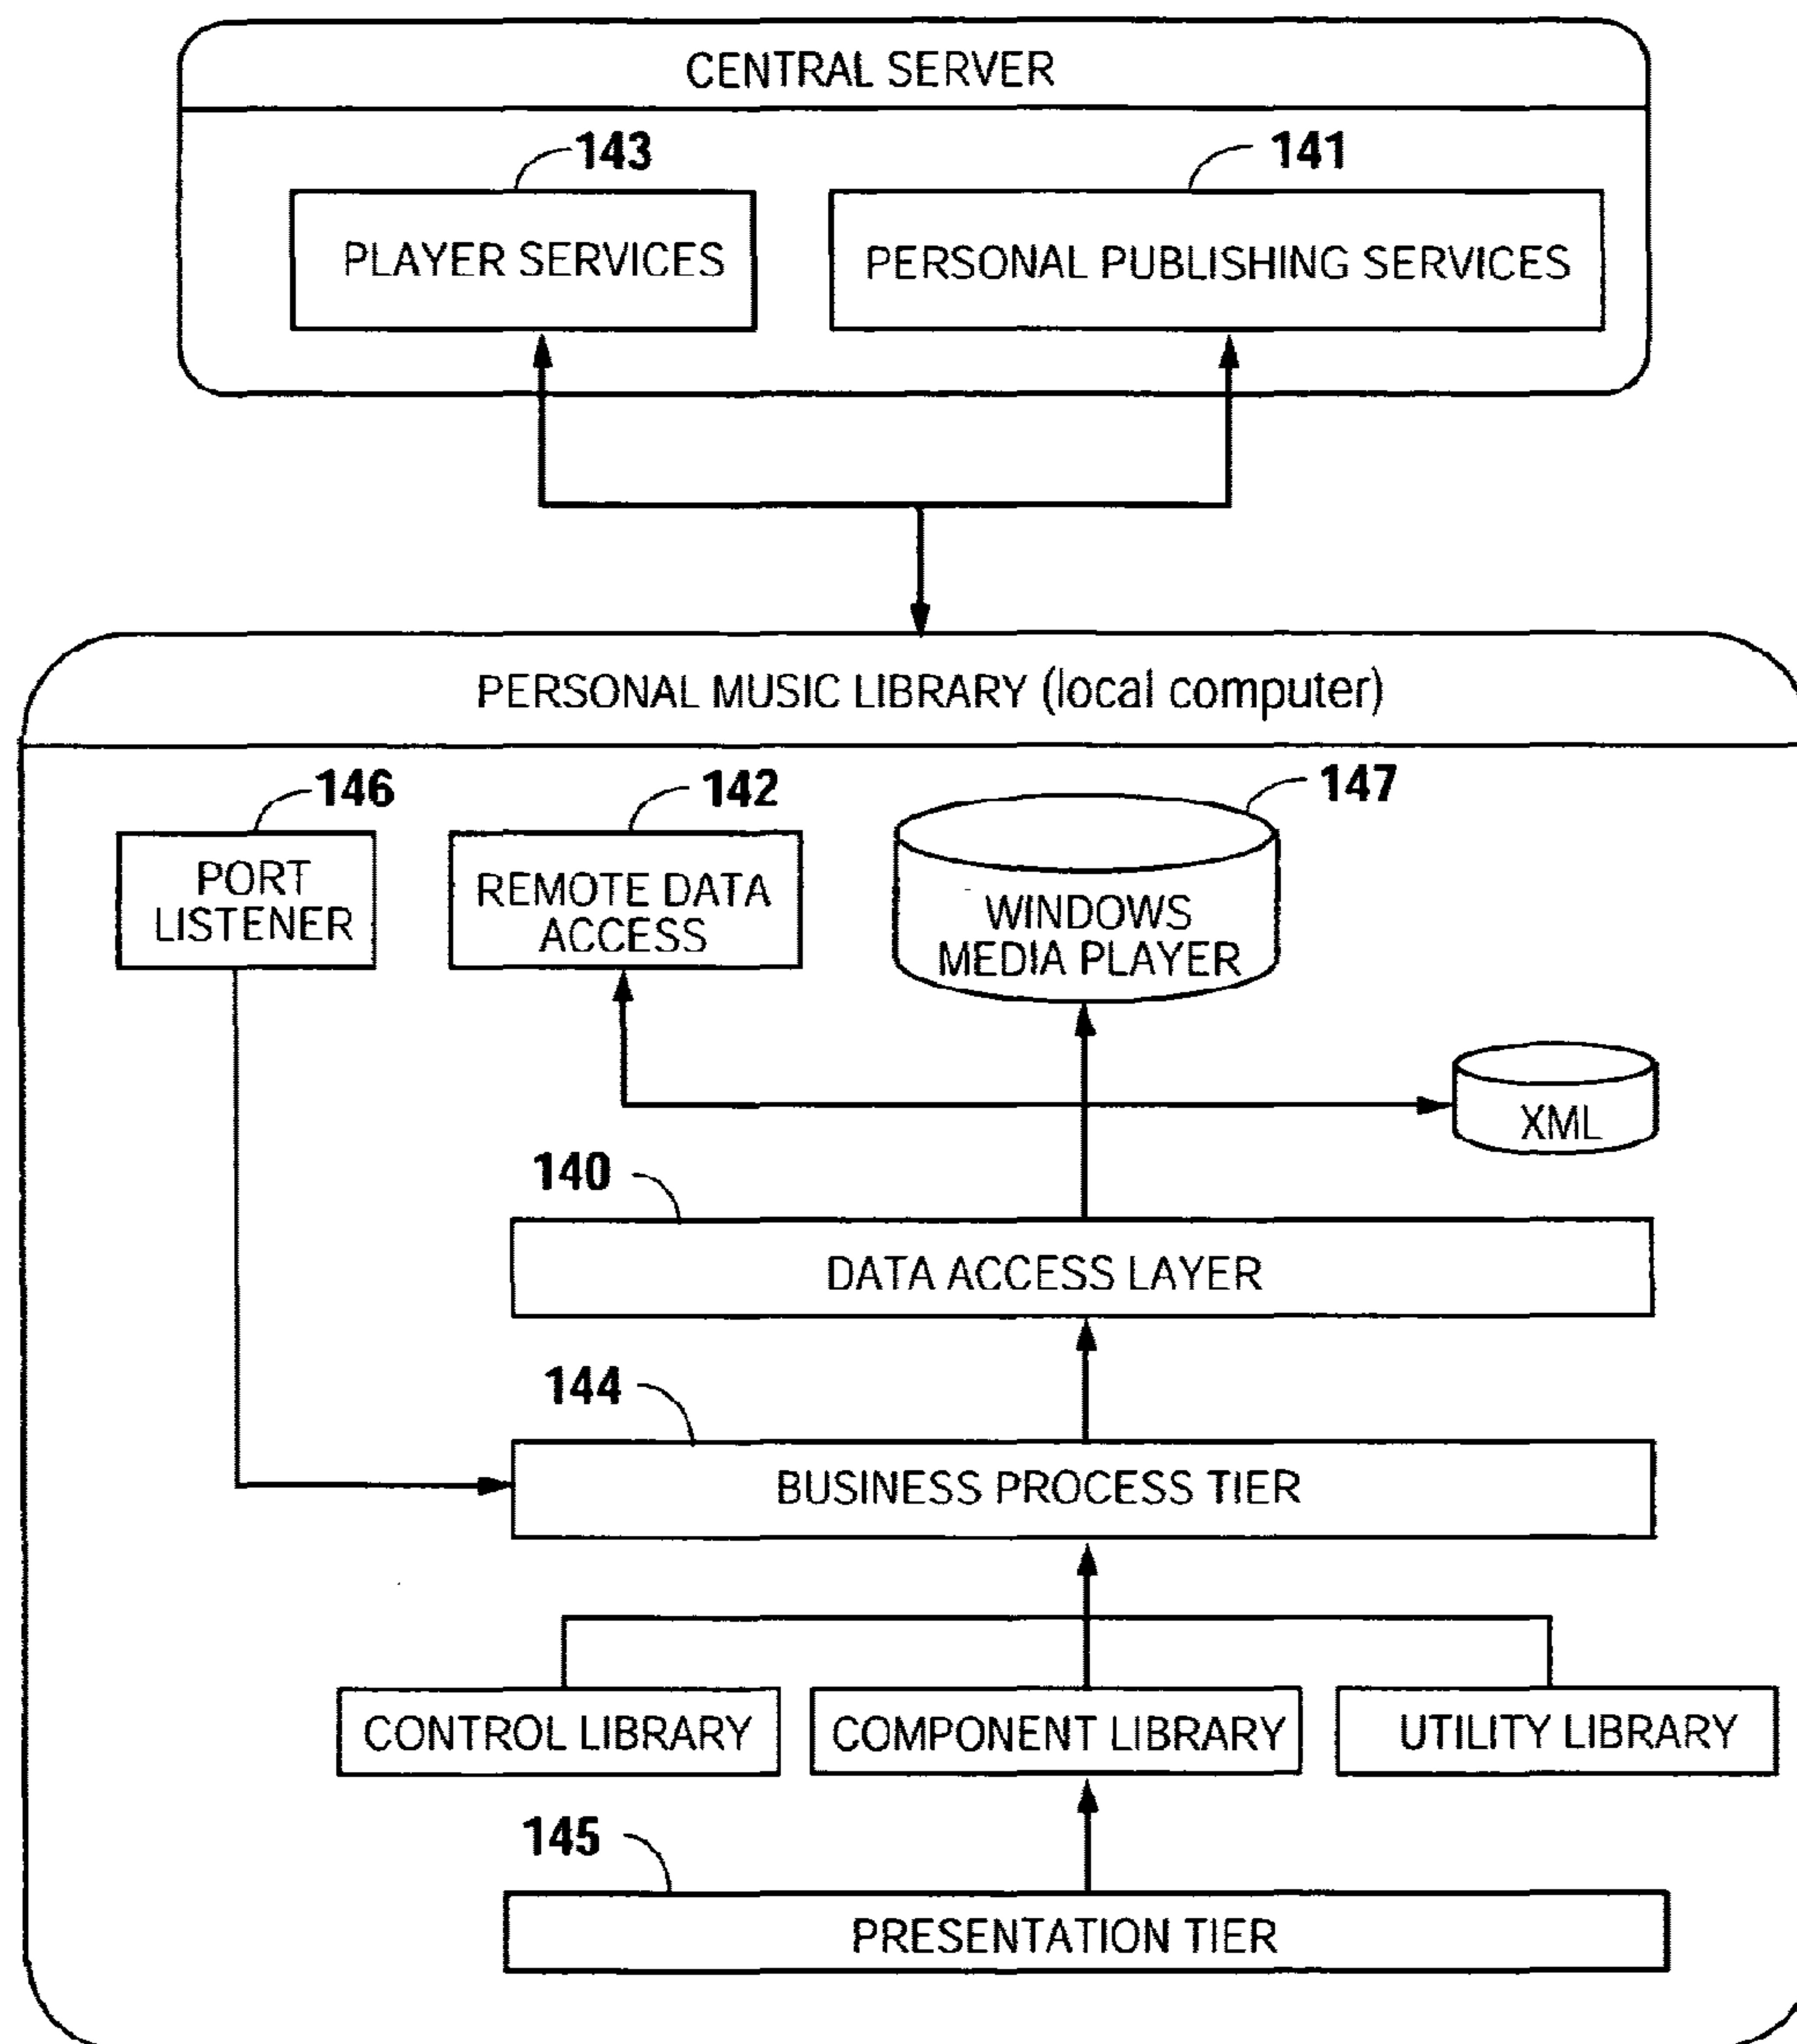 CENTRAL SERVER
143
141
PLAYER SERVICES
PERSONAL PUBLISHING SERVICES
PERSONAL MUSIC LIBRARY (local computer)
146
142
147
PORT
LISTENER
REMOTE DATA
ACCESS
WINDOWS
MEDIA PLAYER
XML
140
DATA ACCESS LAYER
144
BUSINESS PROCESS TIER
CONTROL LIBRARY
COMPONENT LIBRARY
UTILITY LIBRARY
145
PRESENTATION TIER